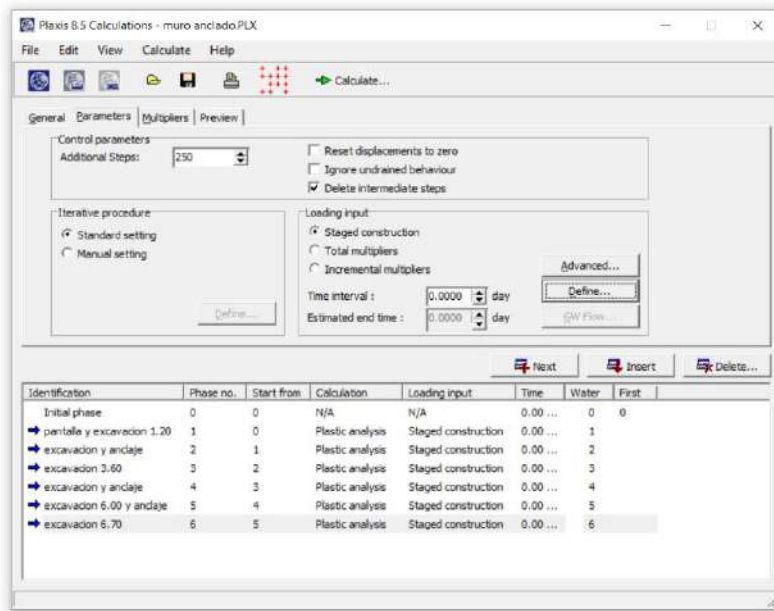 Plaxis 8.5 Calculations - muro anclado.PLX
File Edit View Calculate Help
Calculate...
General Parameters Multipliers Preview
Control parameters
Additional Steps: 250
Reset displacements to zero
Ignore undrained behaviour
Delete intermediate steps
Iterative procedure
Standard setting
Manual setting
Define...
Loading input
Staged construction
Total multipliers
Incremental multipliers
Advanced...
Time interval : 0.0000 day Define...
Estimated end time : 0.0000 day GW Flow...
Next Insert Delete...
Identification Phase no. Start from Calculation Loading input Time Water First
Initial phase 0 0 N/A N/A 0.00 ... 0 0
pantalla y excavacion 1.20 1 0 Plastic analysis Staged construction 0.00 ... 1
excavacion y anclaje 2 1 Plastic analysis Staged construction 0.00 ... 2
excavacion 3.60 3 2 Plastic analysis Staged construction 0.00 ... 3
excavacion y anclaje 4 3 Plastic analysis Staged construction 0.00 ... 4
excavacion 6.00 y anclaje 5 4 Plastic analysis Staged construction 0.00 ... 5
excavacion 6.70 6 5 Plastic analysis Staged construction 0.00 ... 6